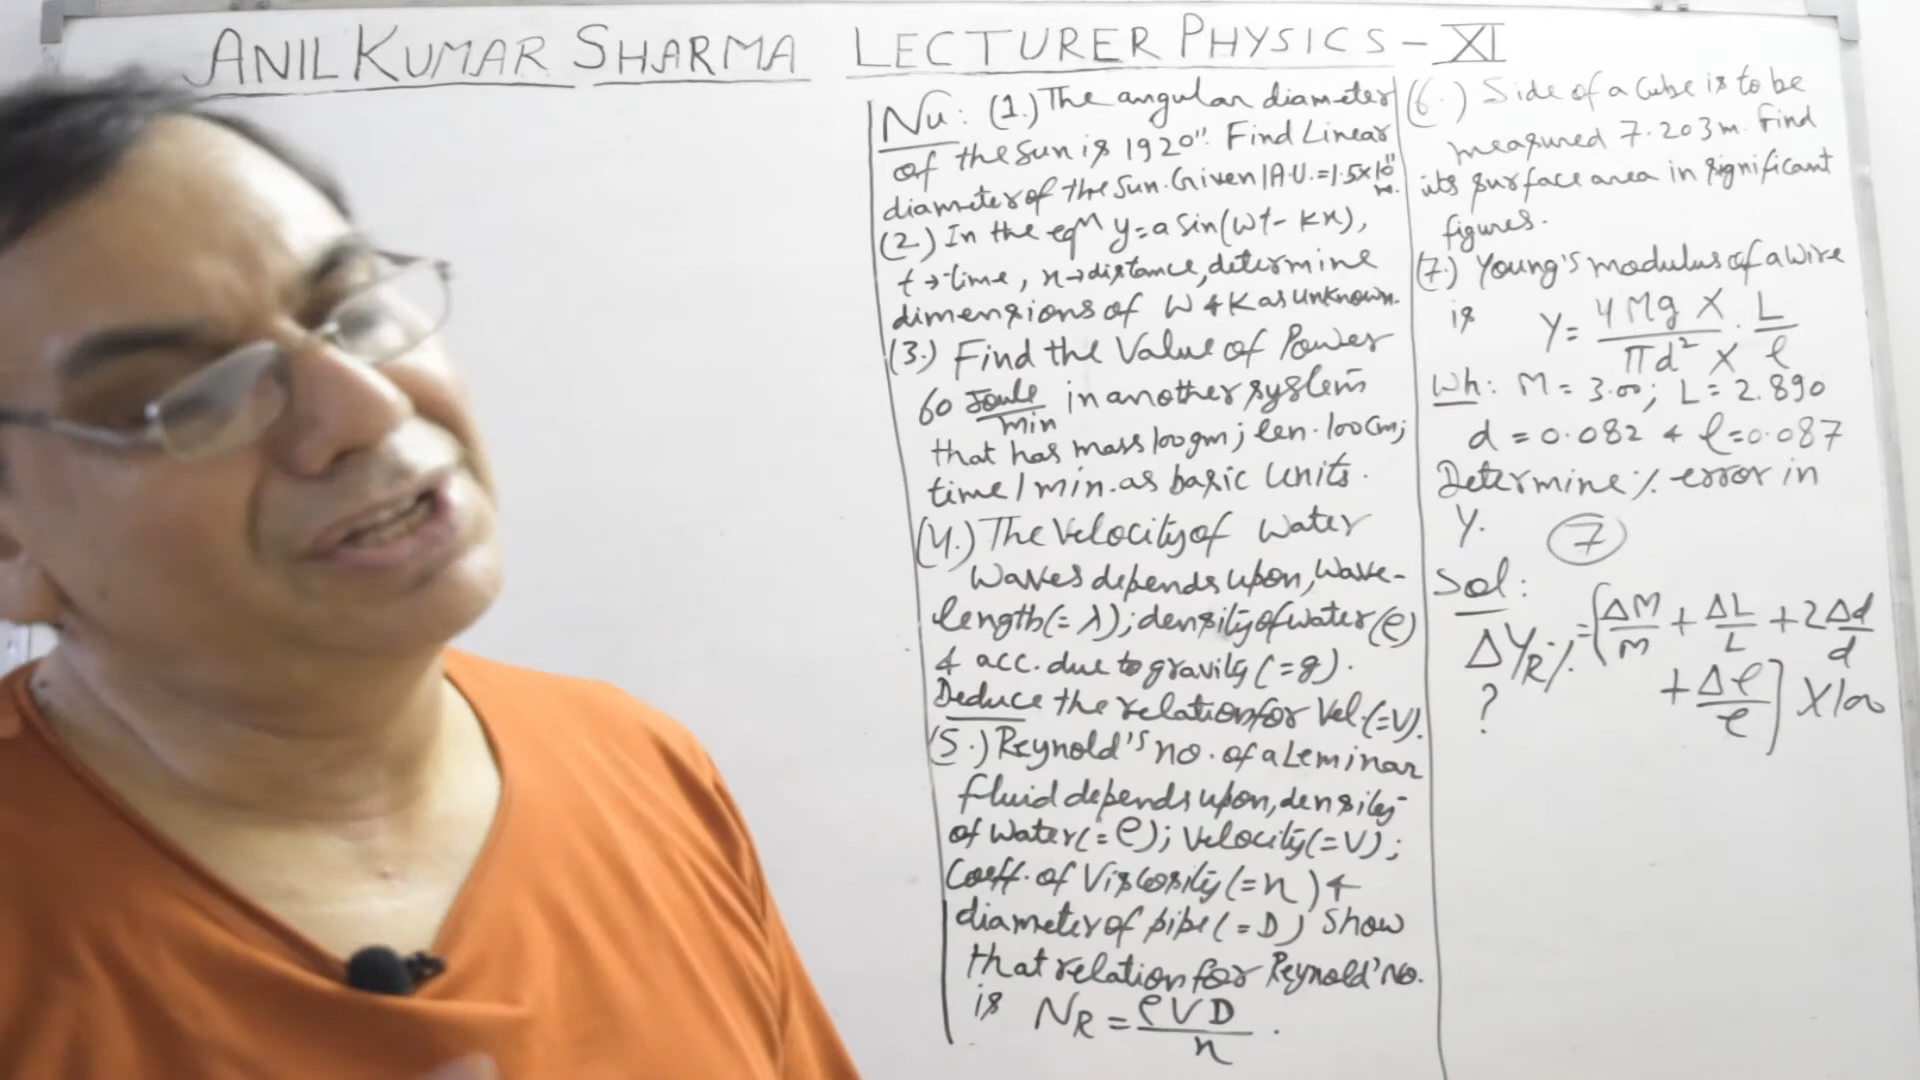 ANIL KUMAR SHARMA LECTURER PHYSICS - XI
Nu: (1.) The angular diameter
of the Sun is 1920". Find Linear
diameter of the Sun. Given 1A.U. = 1.5x10¹¹ m.
(2.) In the eqⁿ y = a sin(ωt - kx),
t → time, x → distance, determine
dimensions of ω & K as unknown.
(3.) Find the Value of Power
60 Joule/min in another system
that has mass 100gm; len. 100cm;
time 1 min. as basic units.
(4.) The Velocity of water
waves depends upon, wave-
length (= λ); density of water (ρ)
& acc. due to gravity (= g).
Deduce the relation for Vel. (=V).
(5.) Reynold's no. of a Leminar
fluid depends upon, density
of water (= ρ); Velocity (= V);
Coeff. of Viscosity (= η) &
diameter of pipe (= D) Show
that relation for Reynold' No.
is N_R = ρVD/η .
(6.) Side of a Cube is to be
measured 7.203m. Find
its surface area in significant
figures.
(7.) Young's modulus of a wire
is Y = 4Mg X/πd² X . L/ℓ
Wh: M = 3.00; L = 2.890
d = 0.082 & ℓ = 0.087
Determine % error in
Y. 7
Sol:
ΔY_R % = [ΔM/M + ΔL/L + 2Δd/d
? + Δℓ/ℓ] X 100